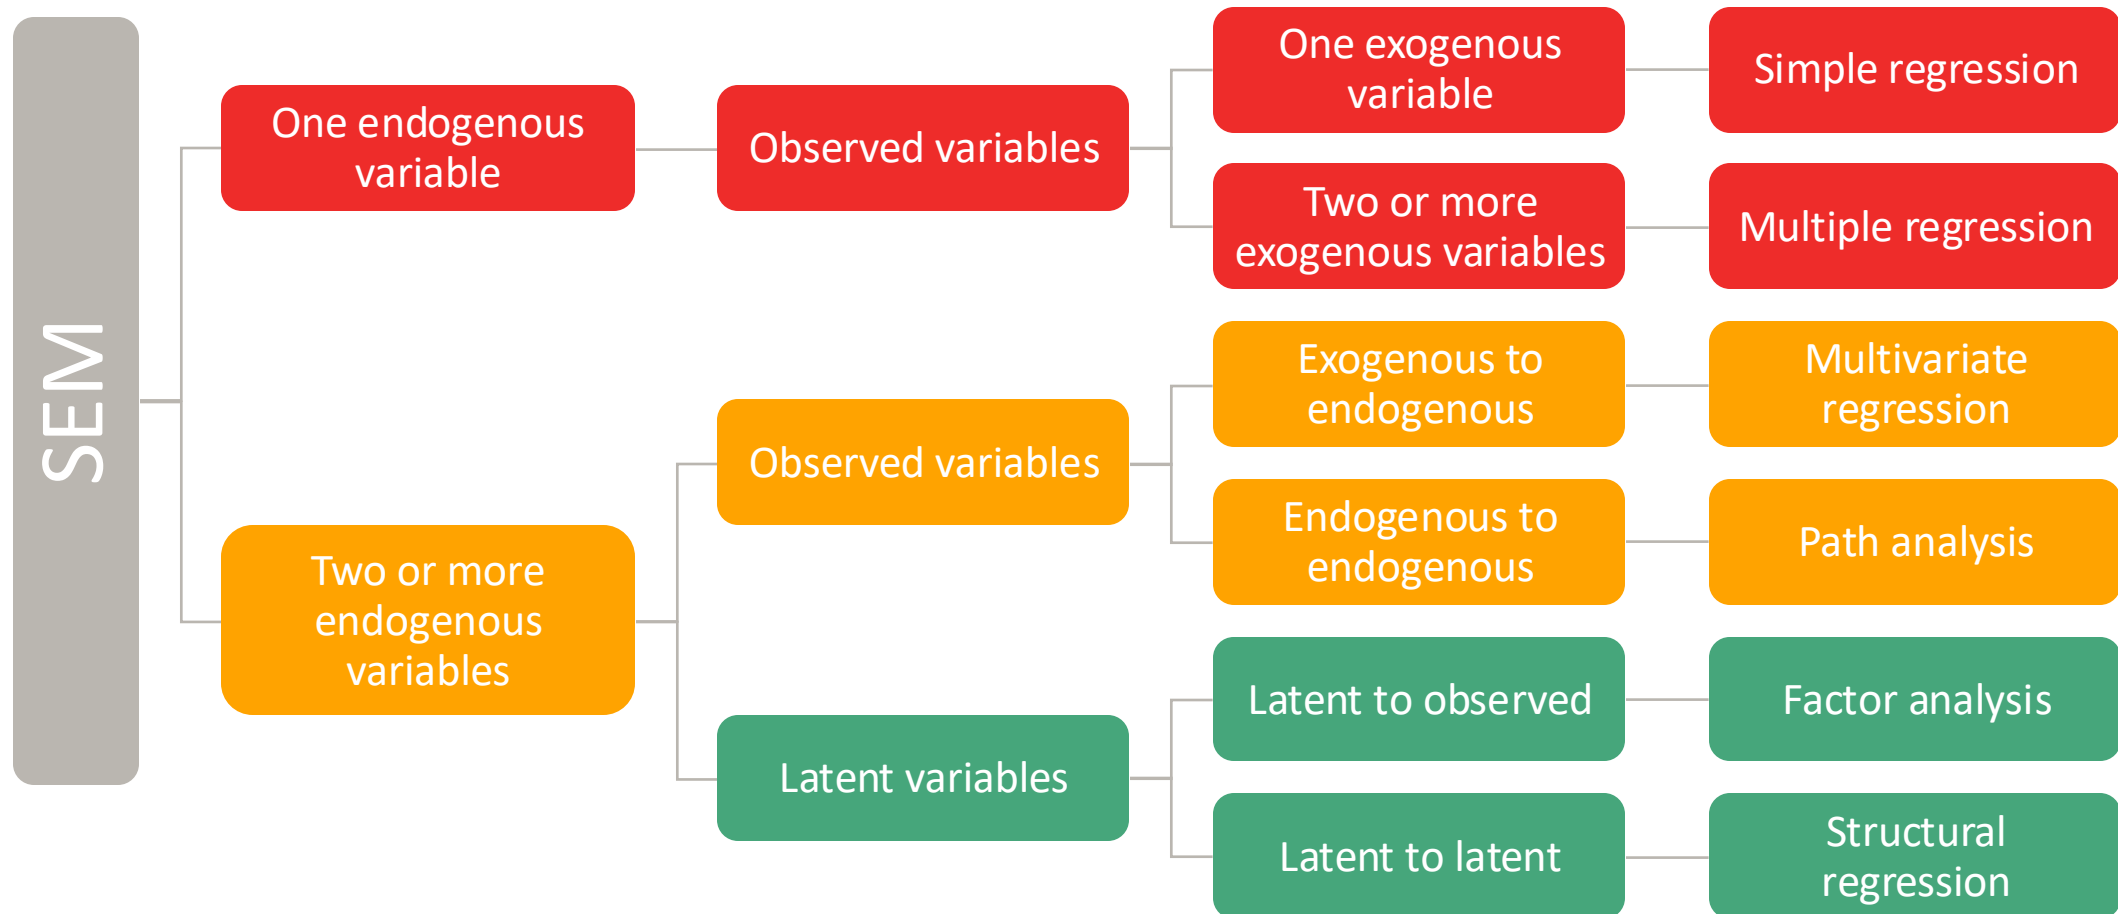 SEM
One endogenous
variable
Observed variables
One exogenous
variable
Simple regression
Two or more
exogenous variables
Multiple regression
Two or more
endogenous
variables
Observed variables
Exogenous to
endogenous
Multivariate
regression
Endogenous to
endogenous
Path analysis
Latent variables
Latent to observed
Factor analysis
Latent to latent
Structural
regression